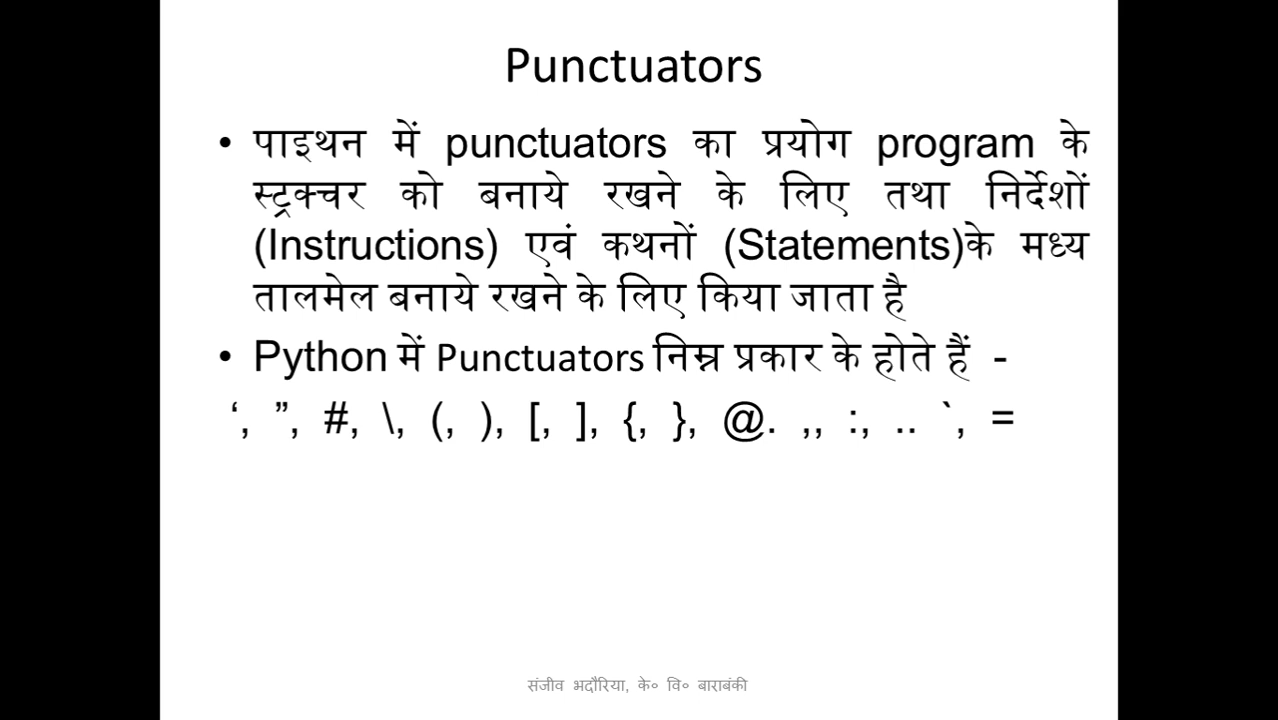 Punctuators
• पाइथन में punctuators का प्रयोग program के
स्ट्रक्चर को बनाये रखने के लिए तथा निर्देशों
(Instructions) एवं कथनों (Statements)के मध्य
तालमेल बनाये रखने के लिए किया जाता है
• Python में Punctuators निम्न प्रकार के होते हैं -
‘, ”, #, \, (, ), [, ], {, }, @. ,, :, .. `, =
संजीव भदौरिया, के० वि० बाराबंकी